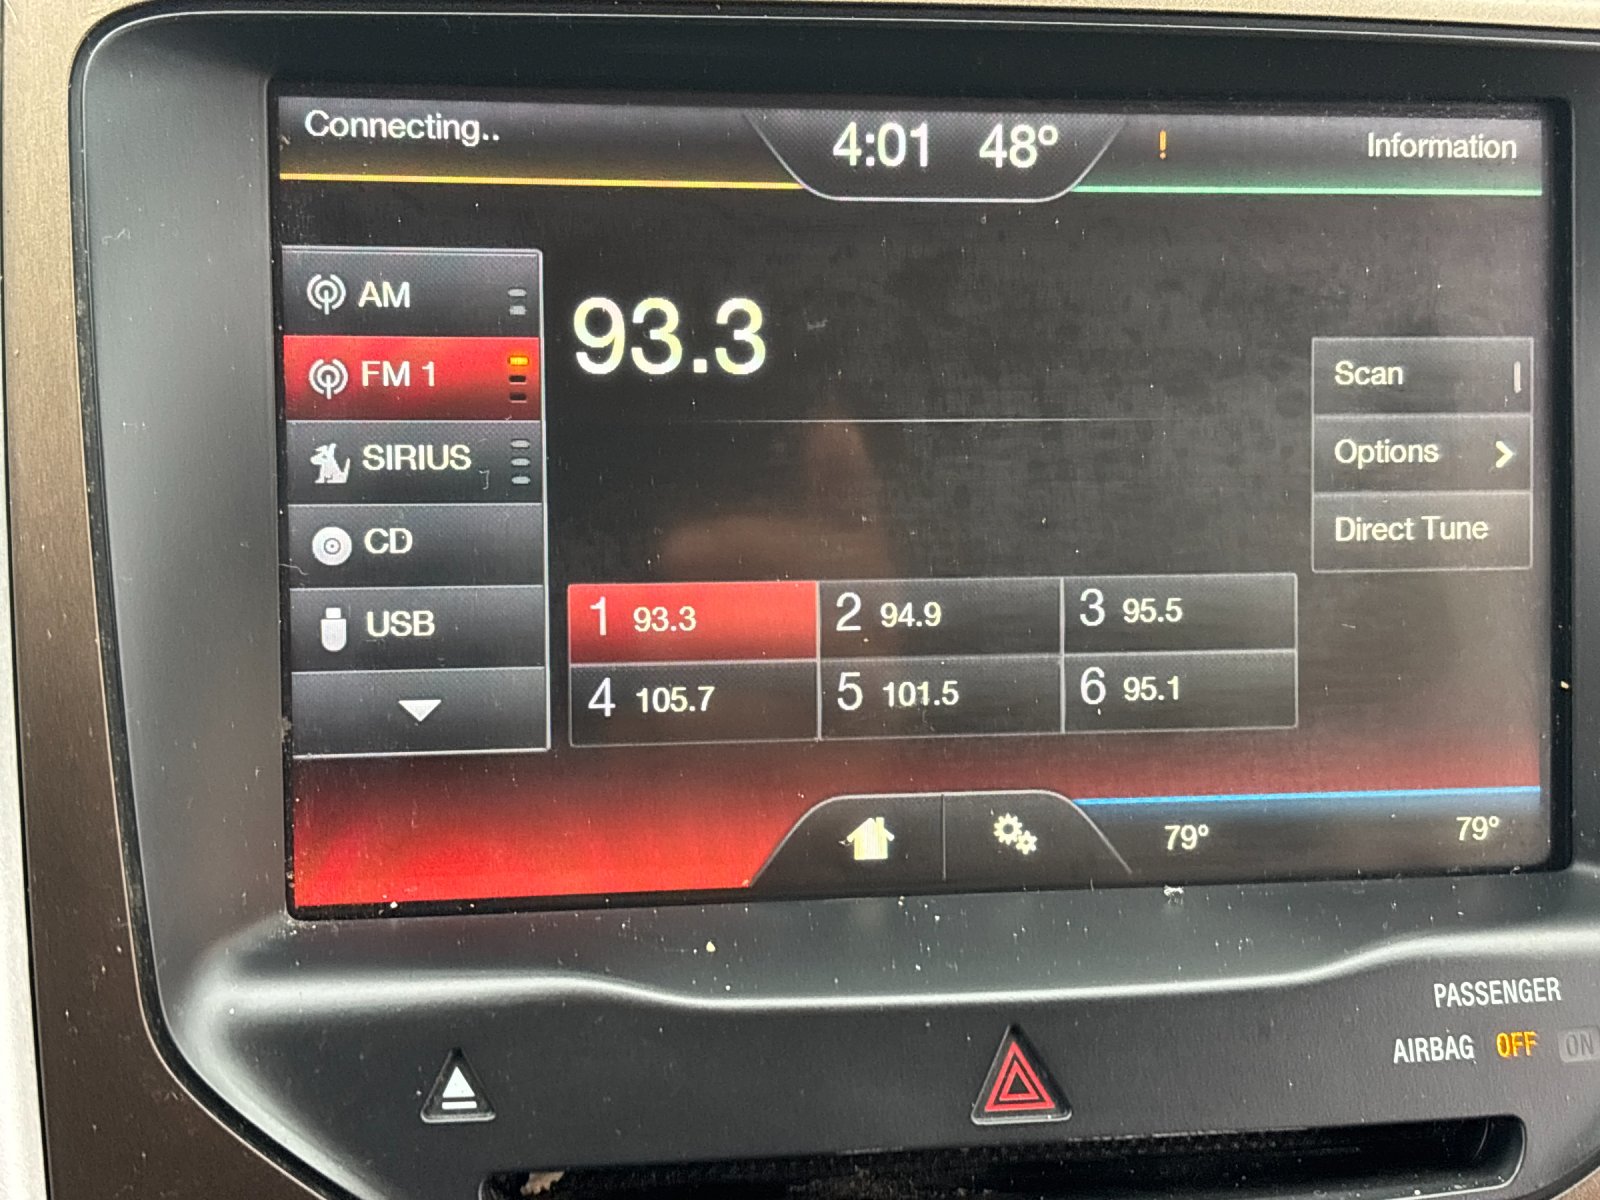 Connecting..
4:01 48° ! Information
AM
FM 1
SIRIUS
CD
USB
93.3
Scan
Options
Direct Tune
1 93.3 2 94.9 3 95.5
4 105.7 5 101.5 6 95.1
79° 79°
PASSENGER
AIRBAG OFF ON